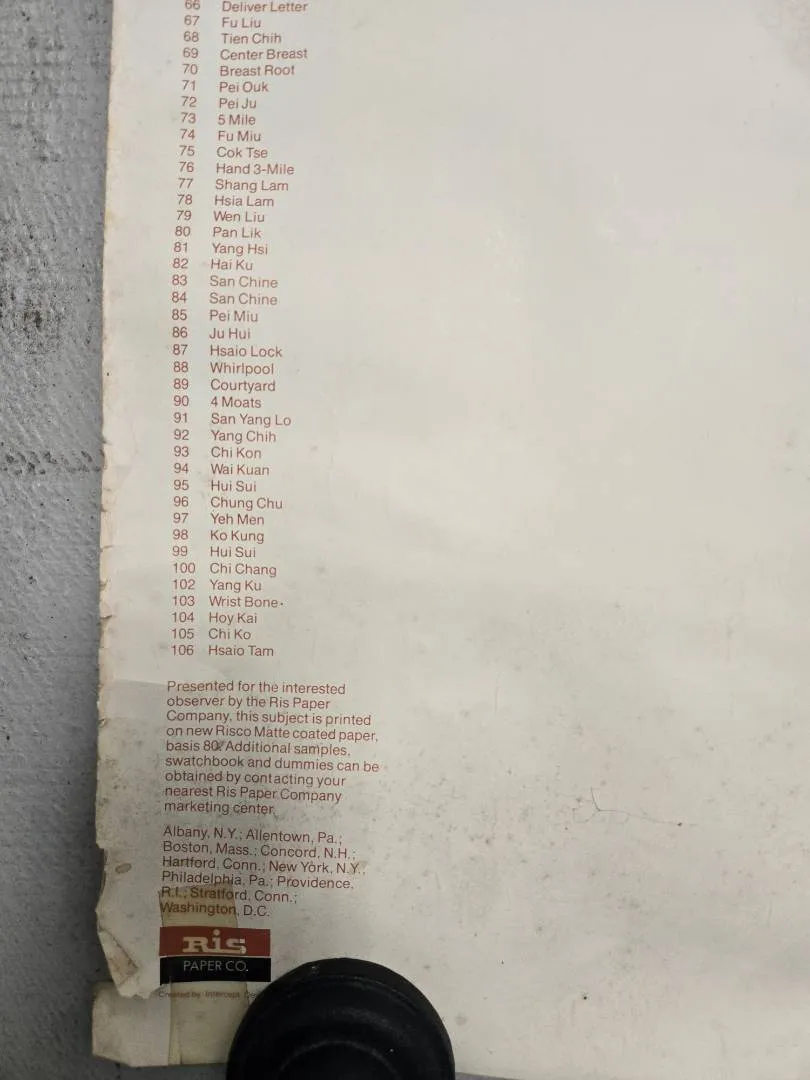 66 Deliver Letter
67 Fu Liu
68 Tien Chih
69 Center Breast
70 Breast Root
71 Pei Ouk
72 Pei Ju
73 5 Mile
74 Fu Miu
75 Cok Tse
76 Hand 3-Mile
77 Shang Lam
78 Hsia Lam
79 Wen Liu
80 Pan Lik
81 Yang Hsi
82 Hai Ku
83 San Chine
84 San Chine
85 Pei Miu
86 Ju Hui
87 Hsaio Lock
88 Whirlpool
89 Courtyard
90 4 Moats
91 San Yang Lo
92 Yang Chih
93 Chi Kon
94 Wai Kuan
95 Hui Sui
96 Chung Chu
97 Yeh Men
98 Ko Kung
99 Hui Sui
100 Chi Chang
102 Yang Ku
103 Wrist Bone
104 Hoy Kai
105 Chi Ko
106 Hsaio Tam
Presented for the interested
observer by the Ris Paper
Company, this subject is printed
on new Risco Matte coated paper,
basis 80. Additional samples,
swatchbook and dummies can be
obtained by contacting your
nearest Ris Paper Company
marketing center.
Albany, N.Y.; Allentown, Pa.;
Boston, Mass.; Concord, N.H.;
Hartford, Conn.; New York, N.Y.;
Philadelphia, Pa.; Providence,
R.I.; Stratford, Conn.;
Washington, D.C.
Ris
PAPER CO.
Created by Intercept